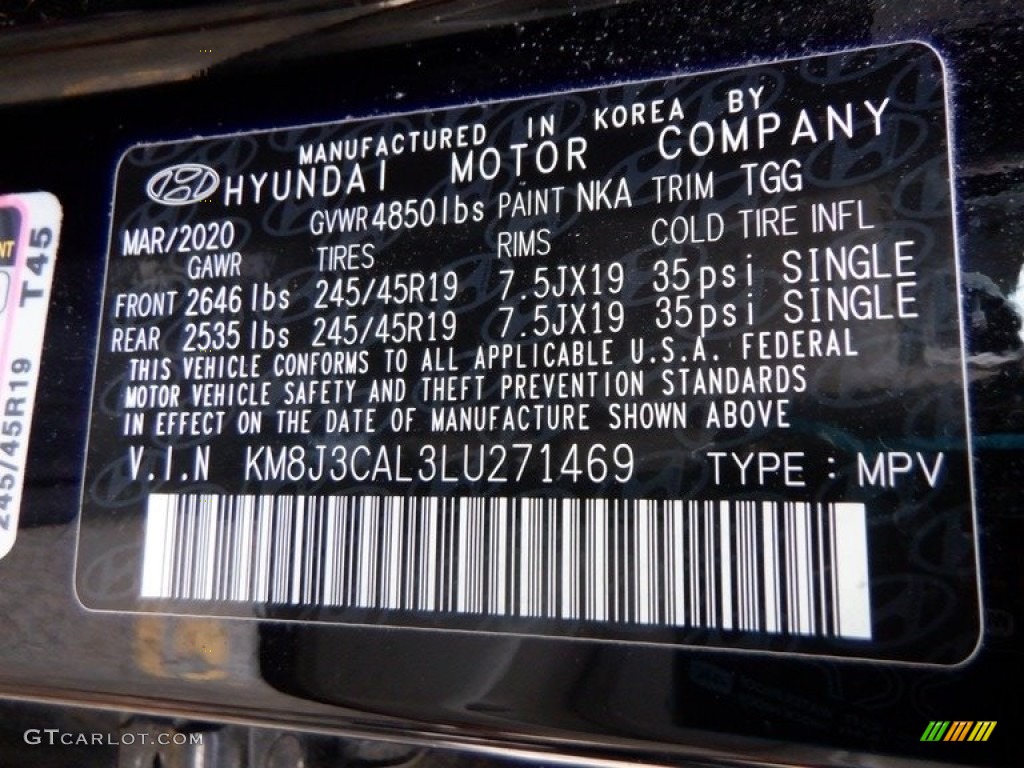 MANUFACTURED IN KOREA BY
HYUNDAI MOTOR COMPANY
MAR/2020 GVWR 4850lbs PAINT NKA TRIM TGG
GAWR TIRES RIMS COLD TIRE INFL
FRONT 2646 lbs 245/45R19 7.5JX19 35psi SINGLE
REAR 2535 lbs 245/45R19 7.5JX19 35psi SINGLE
THIS VEHICLE CONFORMS TO ALL APPLICABLE U.S.A. FEDERAL
MOTOR VEHICLE SAFETY AND THEFT PREVENTION STANDARDS
IN EFFECT ON THE DATE OF MANUFACTURE SHOWN ABOVE
V.I.N KM8J3CAL3LU271469 TYPE : MPV
245/45R19 T45
GTCARLOT.COM